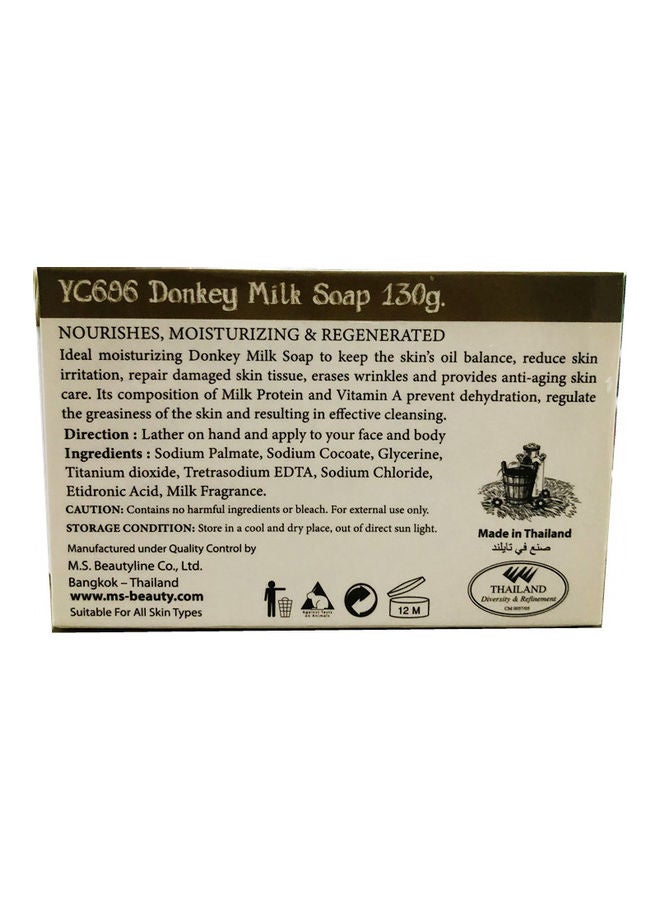 YC696 Donkey Milk Soap 130g.
NOURISHES, MOISTURIZING & REGENERATED
Ideal moisturizing Donkey Milk Soap to keep the skin's oil balance, reduce skin
irritation, repair damaged skin tissue, erases wrinkles and provides anti-aging skin
care. Its composition of Milk Protein and Vitamin A prevent dehydration, regulate
the greasiness of the skin and resulting in effective cleansing.
Direction : Lather on hand and apply to your face and body
Ingredients : Sodium Palmate, Sodium Cocoate, Glycerine,
Titanium dioxide, Tretrasodium EDTA, Sodium Chloride,
Etidronic Acid, Milk Fragrance.
CAUTION: Contains no harmful ingredients or bleach. For external use only.
STORAGE CONDITION: Store in a cool and dry place, out of direct sun light.
Manufactured under Quality Control by
M.S. Beautyline Co., Ltd.
Bangkok – Thailand
www.ms-beauty.com
Suitable For All Skin Types
Against Tests
On Animals
12 M
Made in Thailand
صنع في تايلند
THAILAND
Diversity & Refinement